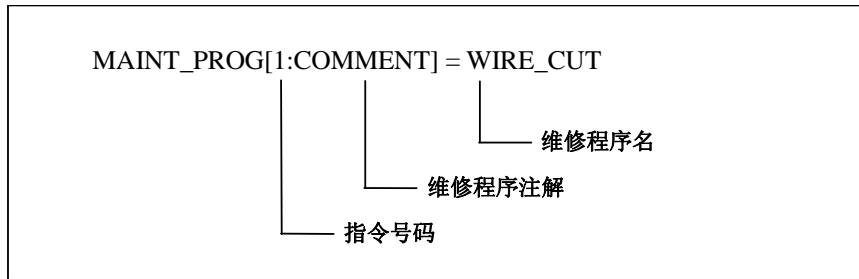 MAINT_PROG[1:COMMENT] = WIRE_CUT
维修程序名
维修程序注解
指令号码